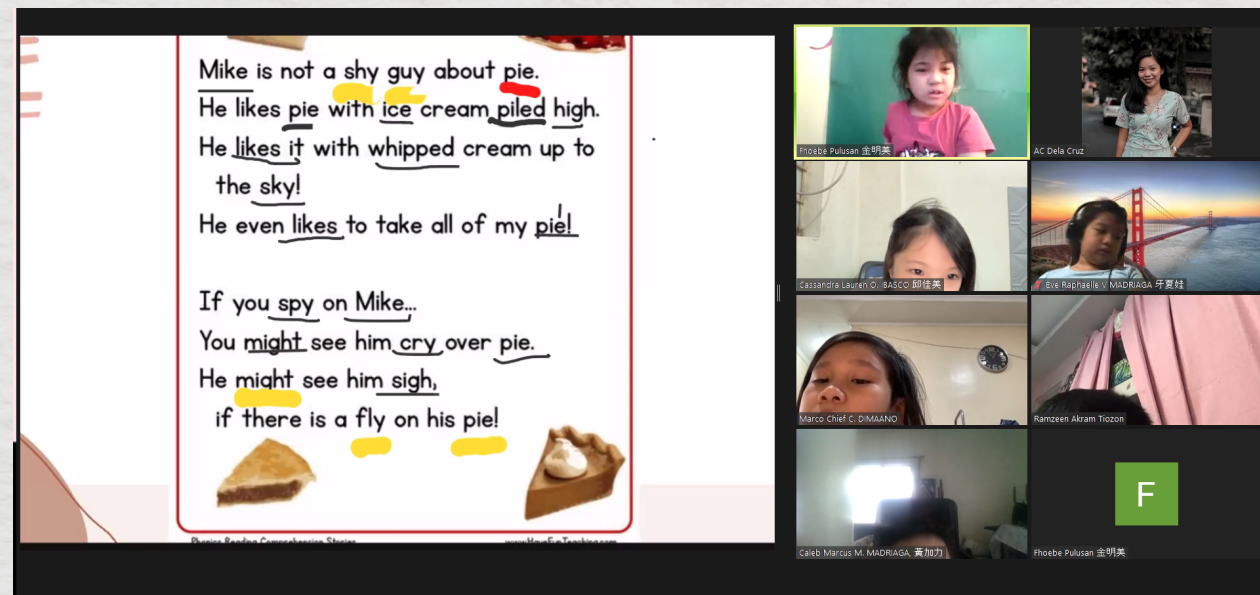 Mike is not a shy guy about pie.
He likes pie with ice cream piled high.
He likes it with whipped cream up to
the sky!
He even likes to take all of my pie!
If you spy on Mike...
You might see him cry over pie.
He might see him sigh,
if there is a fly on his pie!
Phonics Reading Comprehension Stories
www.HaveFunTeaching.com
Phoebe Pulusan 金明美
AC Dela Cruz
Cassandra Lauren O. BASCO 邱佳美
Eve Raphaelle V MADRIAGA 牙夏娃
Marco Chief C. DIMAANO
Ramzeen Akram Tiozon
Caleb Marcus M. MADRIAGA, 黃加力
F
Phoebe Pulusan 金明美